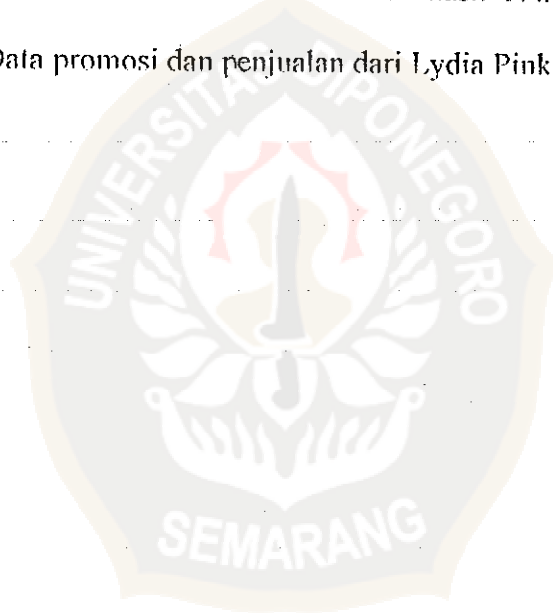 Data promosi dan penjualan dari Lydia Pink
UNIVERSITAS DIPONEGORO
SEMARANG